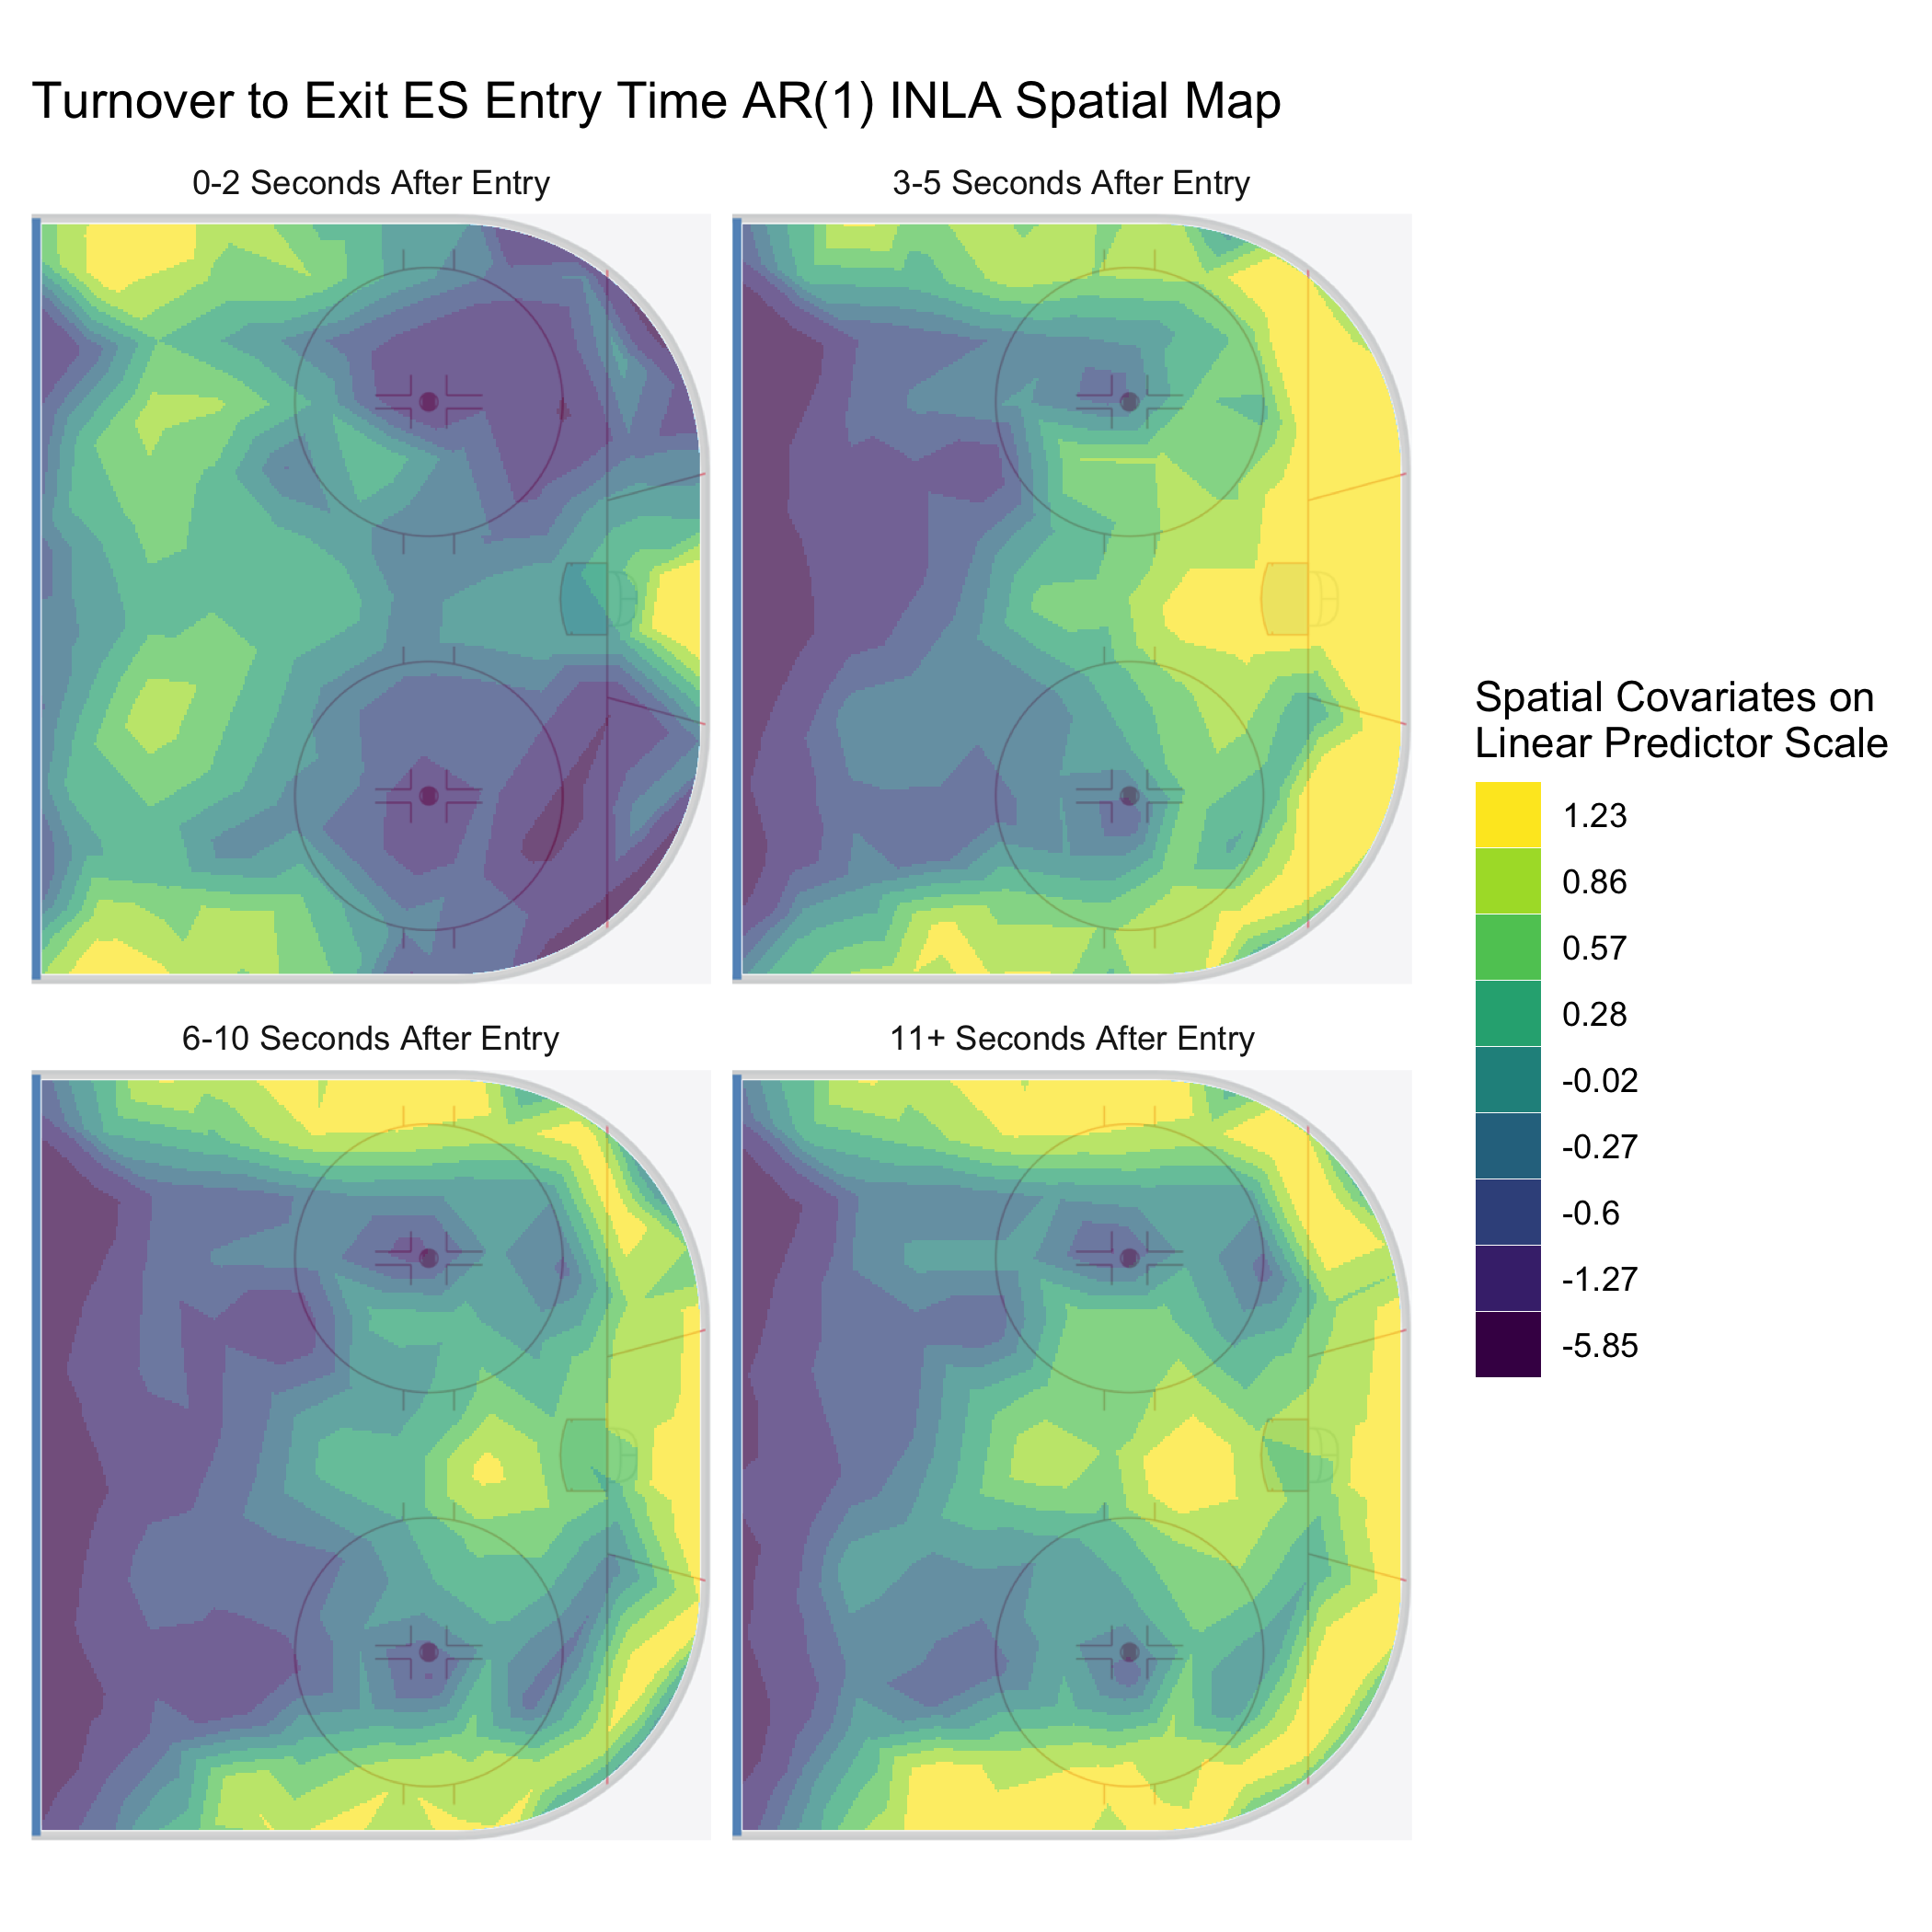 Turnover to Exit ES Entry Time AR(1) INLA Spatial Map
0-2 Seconds After Entry
3-5 Seconds After Entry
6-10 Seconds After Entry
11+ Seconds After Entry
Spatial Covariates on
Linear Predictor Scale
1.23
0.86
0.57
0.28
-0.02
-0.27
-0.6
-1.27
-5.85